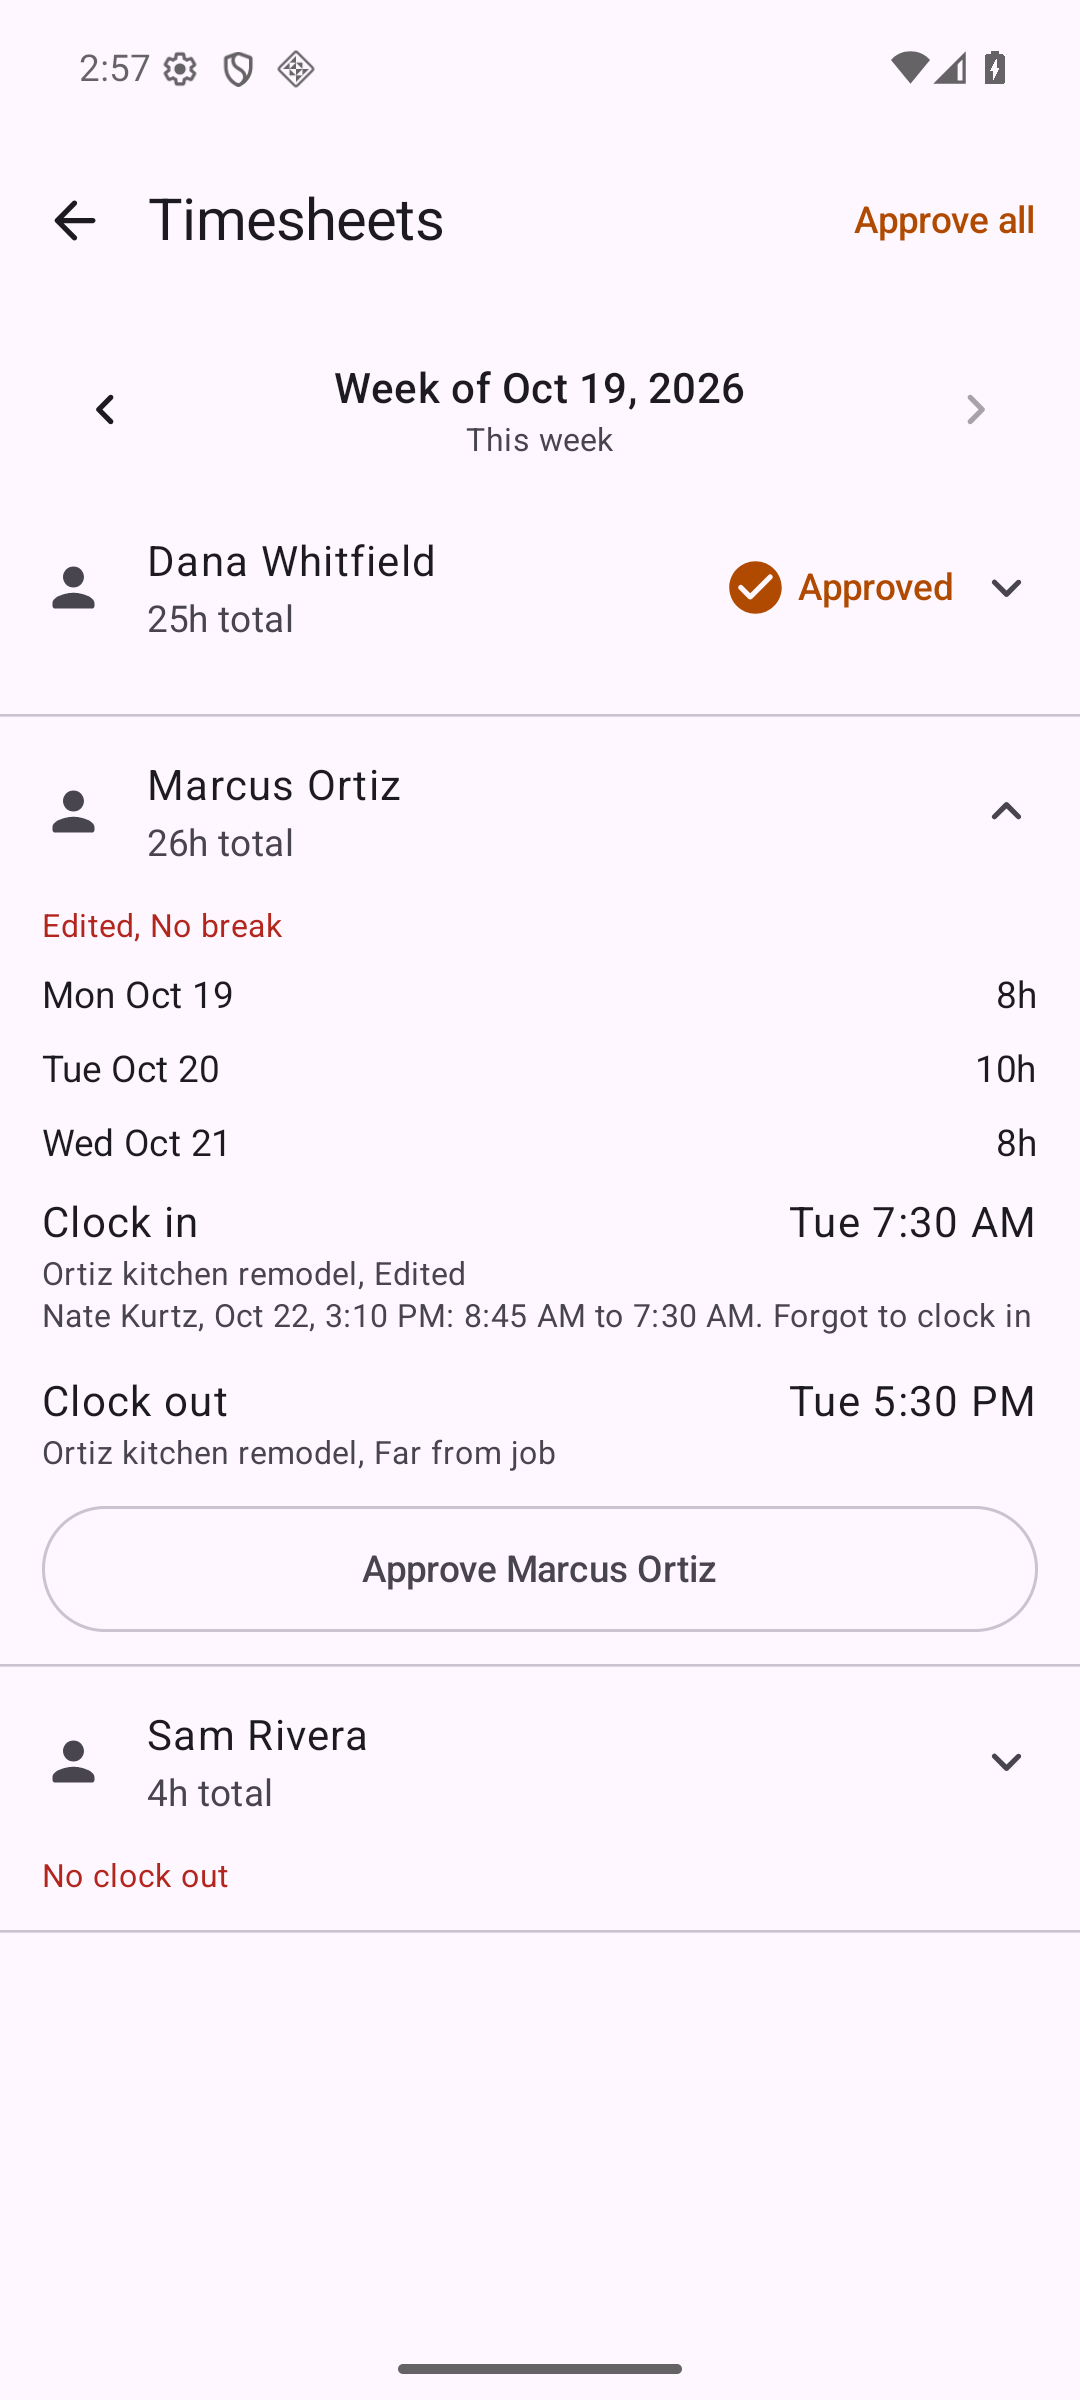 2:57
Timesheets
Approve all
Week of Oct 19, 2026
This week
Dana Whitfield
25h total
Approved
Marcus Ortiz
26h total
Edited, No break
Mon Oct 19 8h
Tue Oct 20 10h
Wed Oct 21 8h
Clock in Tue 7:30 AM
Ortiz kitchen remodel, Edited
Nate Kurtz, Oct 22, 3:10 PM: 8:45 AM to 7:30 AM. Forgot to clock in
Clock out Tue 5:30 PM
Ortiz kitchen remodel, Far from job
Approve Marcus Ortiz
Sam Rivera
4h total
No clock out